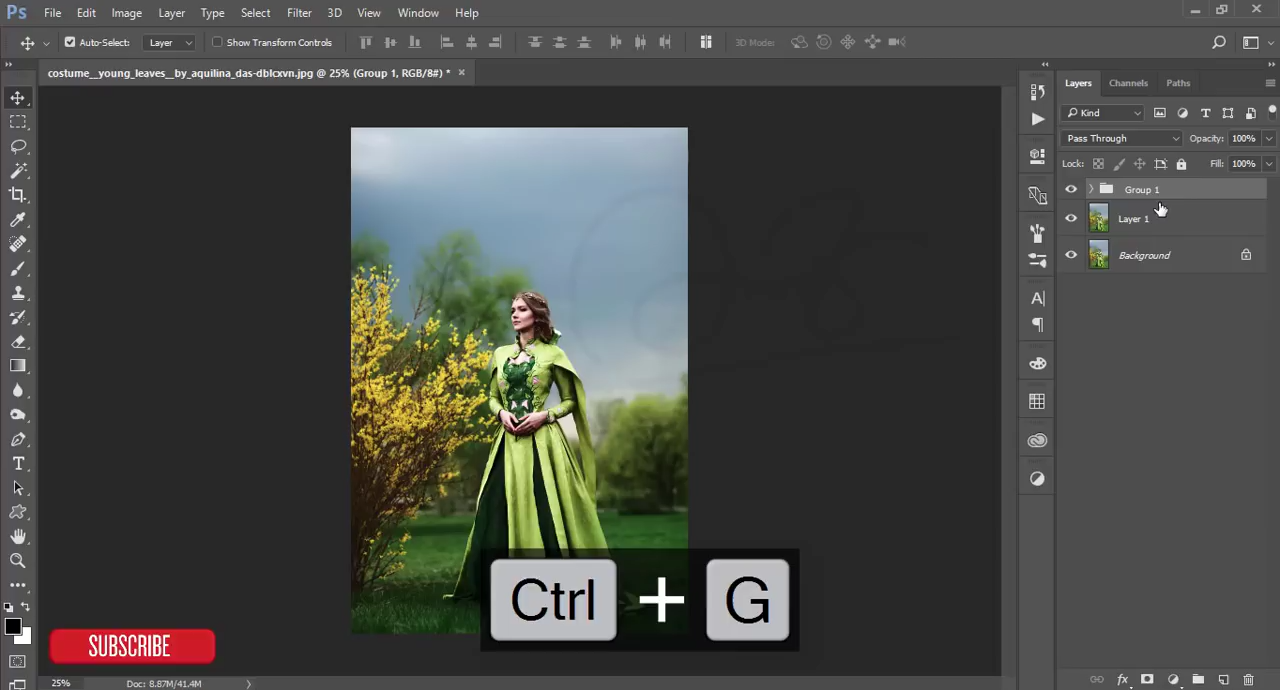 Ps File Edit Image Layer Type Select Filter 3D View Window Help
Auto-Select: Layer Show Transform Controls 3D Mode:
costume__young_leaves__by_aquilina_das-dblcxvn.jpg @ 25% (Group 1, RGB/8#) * ×
Layers Channels Paths
Kind
Pass Through Opacity: 100%
Lock: Fill: 100%
Group 1
Layer 1
Background
Ctrl + G
SUBSCRIBE
25% Doc: 8.87M/41.4M